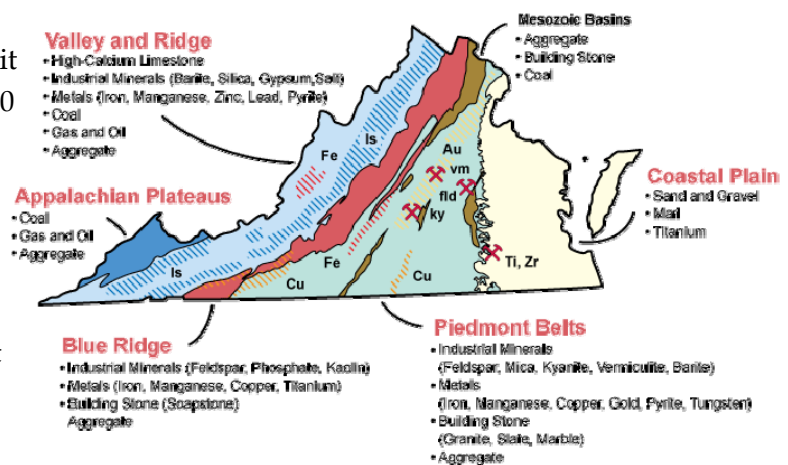 it
0
t
Valley and Ridge
• High-Calcium Limestone
• Industrial Minerals (Barite, Silica, Gypsum, Salt)
• Metals (Iron, Manganese, Zinc, Lead, Pyrite)
• Coal
• Gas and Oil
• Aggregate
Mesozoic Basins
• Aggregate
• Building Stone
• Coal
Appalachian Plateaus
• Coal
• Gas and Oil
• Aggregate
Coastal Plain
• Sand and Gravel
• Marl
• Titanium
Fe
ls
Au
vm
fld
ky
Ti, Zr
ls
Cu
Fe
Cu
Blue Ridge
• Industrial Minerals (Feldspar, Phosphate, Kaolin)
• Metals (Iron, Manganese, Copper, Titanium)
• Building Stone (Soapstone)
Aggregate
Piedmont Belts
• Industrial Minerals
(Feldspar, Mica, Kyanite, Vermiculite, Barite)
• Metals
(Iron, Manganese, Copper, Gold, Pyrite, Tungsten)
• Building Stone
(Granite, Slate, Marble)
• Aggregate